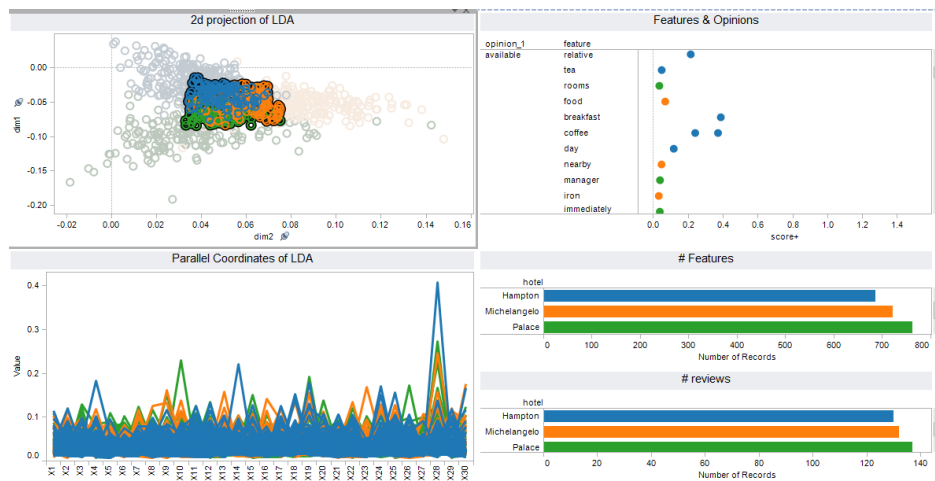 2d projection of LDA
0.00
-0.05
-0.10
-0.15
-0.20
dim1
-0.02 0.00 0.02 0.04 0.06 0.08 0.10 0.12 0.14 0.16
dim2
Features & Opinions
opinion_1 feature
available relative
tea
rooms
food
breakfast
coffee
day
nearby
manager
iron
immediately
0.0 0.2 0.4 0.6 0.8 1.0 1.2 1.4
score+
Parallel Coordinates of LDA
0.4
0.3
0.2
0.1
0.0
Value
X1 X2 X3 X4 X5 X6 X7 X8 X9 X10 X11 X12 X13 X14 X15 X16 X17 X18 X19 X20 X21 X22 X23 X24 X25 X26 X27 X28 X29 X30
# Features
hotel
Hampton
Michelangelo
Palace
0 100 200 300 400 500 600 700 800
Number of Records
# reviews
hotel
Hampton
Michelangelo
Palace
0 20 40 60 80 100 120 140
Number of Records